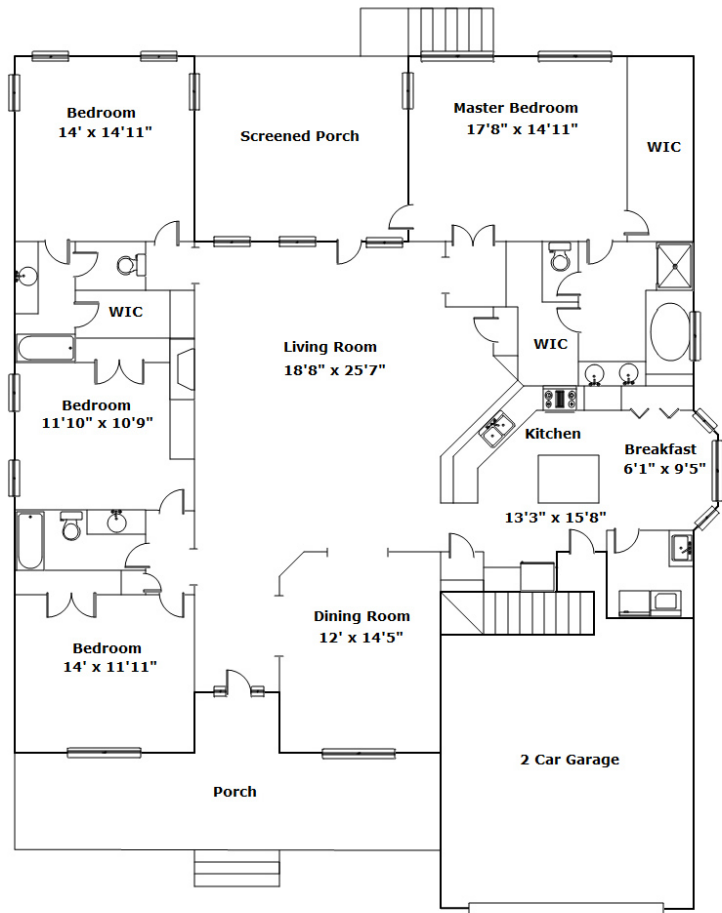 Bedroom
14' x 14'11"
Screened Porch
Master Bedroom
17'8" x 14'11"
WIC
WIC
Living Room
18'8" x 25'7"
WIC
Bedroom
11'10" x 10'9"
Kitchen
13'3" x 15'8"
Breakfast
6'1" x 9'5"
Dining Room
12' x 14'5"
Bedroom
14' x 11'11"
2 Car Garage
Porch